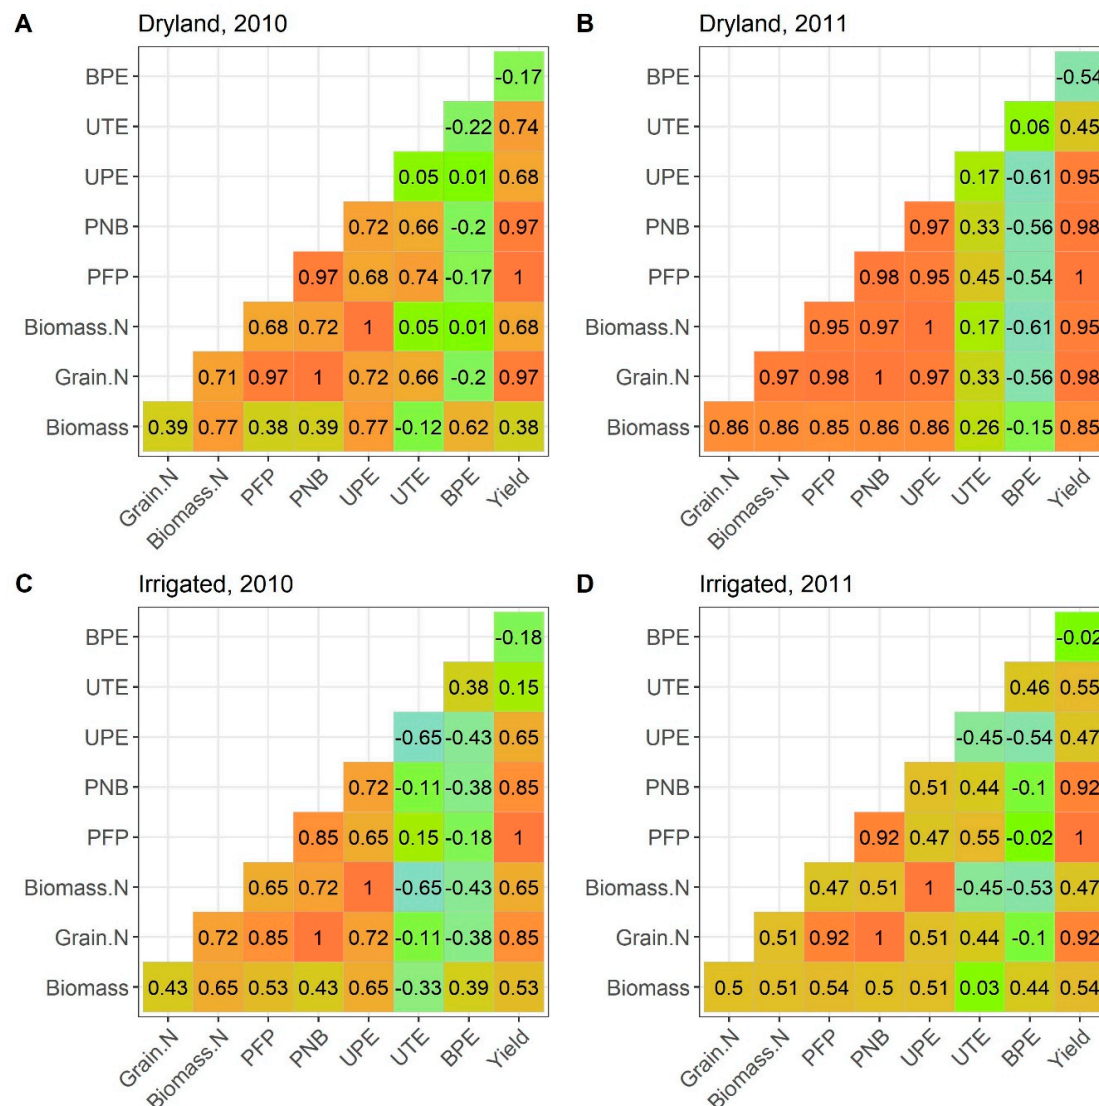 A Dryland, 2010
BPE -0.17
UTE -0.22 0.74
UPE 0.05 0.01 0.68
PNB 0.72 0.66 -0.2 0.97
PFP 0.97 0.68 0.74 -0.17 1
Biomass.N 0.68 0.72 1 0.05 0.01 0.68
Grain.N 0.71 0.97 1 0.72 0.66 -0.2 0.97
Biomass 0.39 0.77 0.38 0.39 0.77 -0.12 0.62 0.38
Grain.N Biomass.N PFP PNB UPE UTE BPE Yield
B Dryland, 2011
BPE -0.54
UTE 0.06 0.45
UPE 0.17 -0.61 0.95
PNB 0.97 0.33 -0.56 0.98
PFP 0.98 0.95 0.45 -0.54 1
Biomass.N 0.95 0.97 1 0.17 -0.61 0.95
Grain.N 0.97 0.98 1 0.97 0.33 -0.56 0.98
Biomass 0.86 0.86 0.85 0.86 0.86 0.26 -0.15 0.85
Grain.N Biomass.N PFP PNB UPE UTE BPE Yield
C Irrigated, 2010
BPE -0.18
UTE 0.38 0.15
UPE -0.65 -0.43 0.65
PNB 0.72 -0.11 -0.38 0.85
PFP 0.85 0.65 0.15 -0.18 1
Biomass.N 0.65 0.72 1 -0.65 -0.43 0.65
Grain.N 0.72 0.85 1 0.72 -0.11 -0.38 0.85
Biomass 0.43 0.65 0.53 0.43 0.65 -0.33 0.39 0.53
Grain.N Biomass.N PFP PNB UPE UTE BPE Yield
D Irrigated, 2011
BPE -0.02
UTE 0.46 0.55
UPE -0.45 -0.54 0.47
PNB 0.51 0.44 -0.1 0.92
PFP 0.92 0.47 0.55 -0.02 1
Biomass.N 0.47 0.51 1 -0.45 -0.53 0.47
Grain.N 0.51 0.92 1 0.51 0.44 -0.1 0.92
Biomass 0.5 0.51 0.54 0.5 0.51 0.03 0.44 0.54
Grain.N Biomass.N PFP PNB UPE UTE BPE Yield